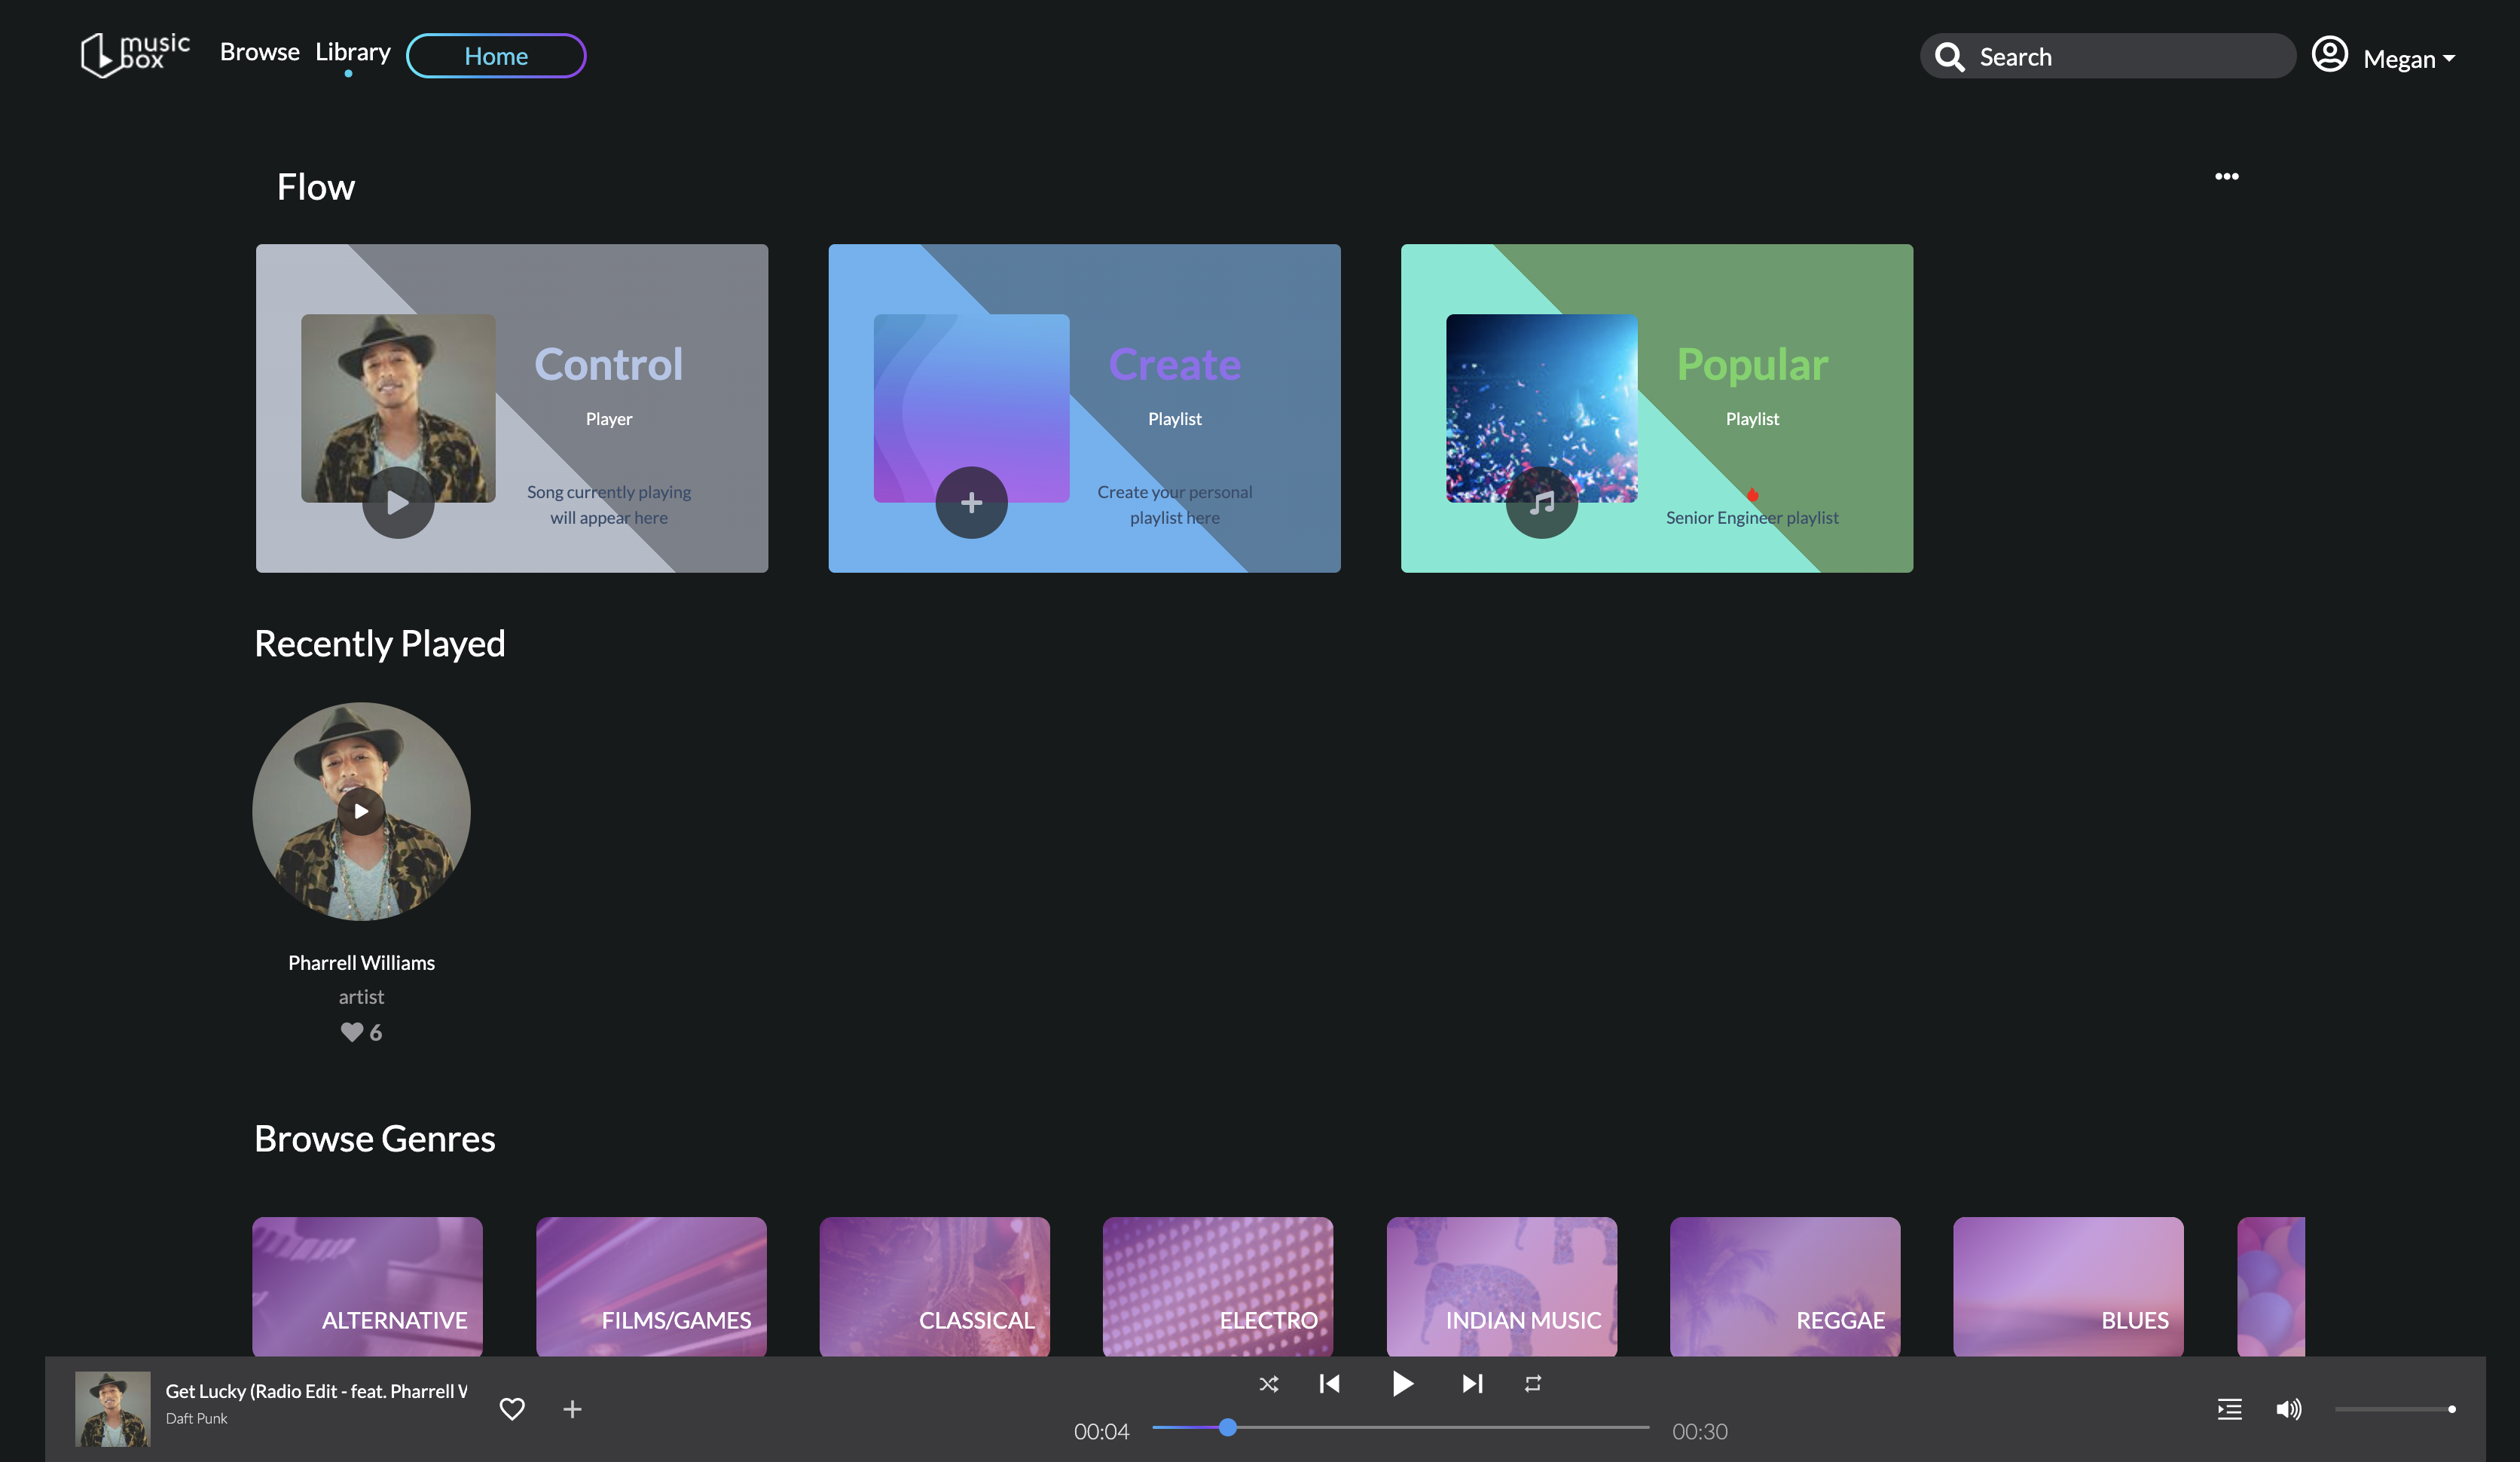 music
box
Browse Library Home
Search
Megan
Flow
Control
Player
Song currently playing
will appear here
Create
Playlist
Create your personal
playlist here
Popular
Playlist
Senior Engineer playlist
Recently Played
Pharrell Williams
artist
6
Browse Genres
ALTERNATIVE
FILMS/GAMES
CLASSICAL
ELECTRO
INDIAN MUSIC
REGGAE
BLUES
Get Lucky (Radio Edit - feat. Pharrell
Daft Punk
00:04
00:30